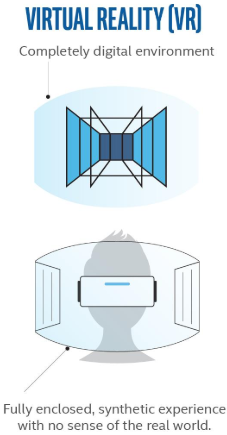 VIRTUAL REALITY (VR)
Completely digital environment
Fully enclosed, synthetic experience
with no sense of the real world.